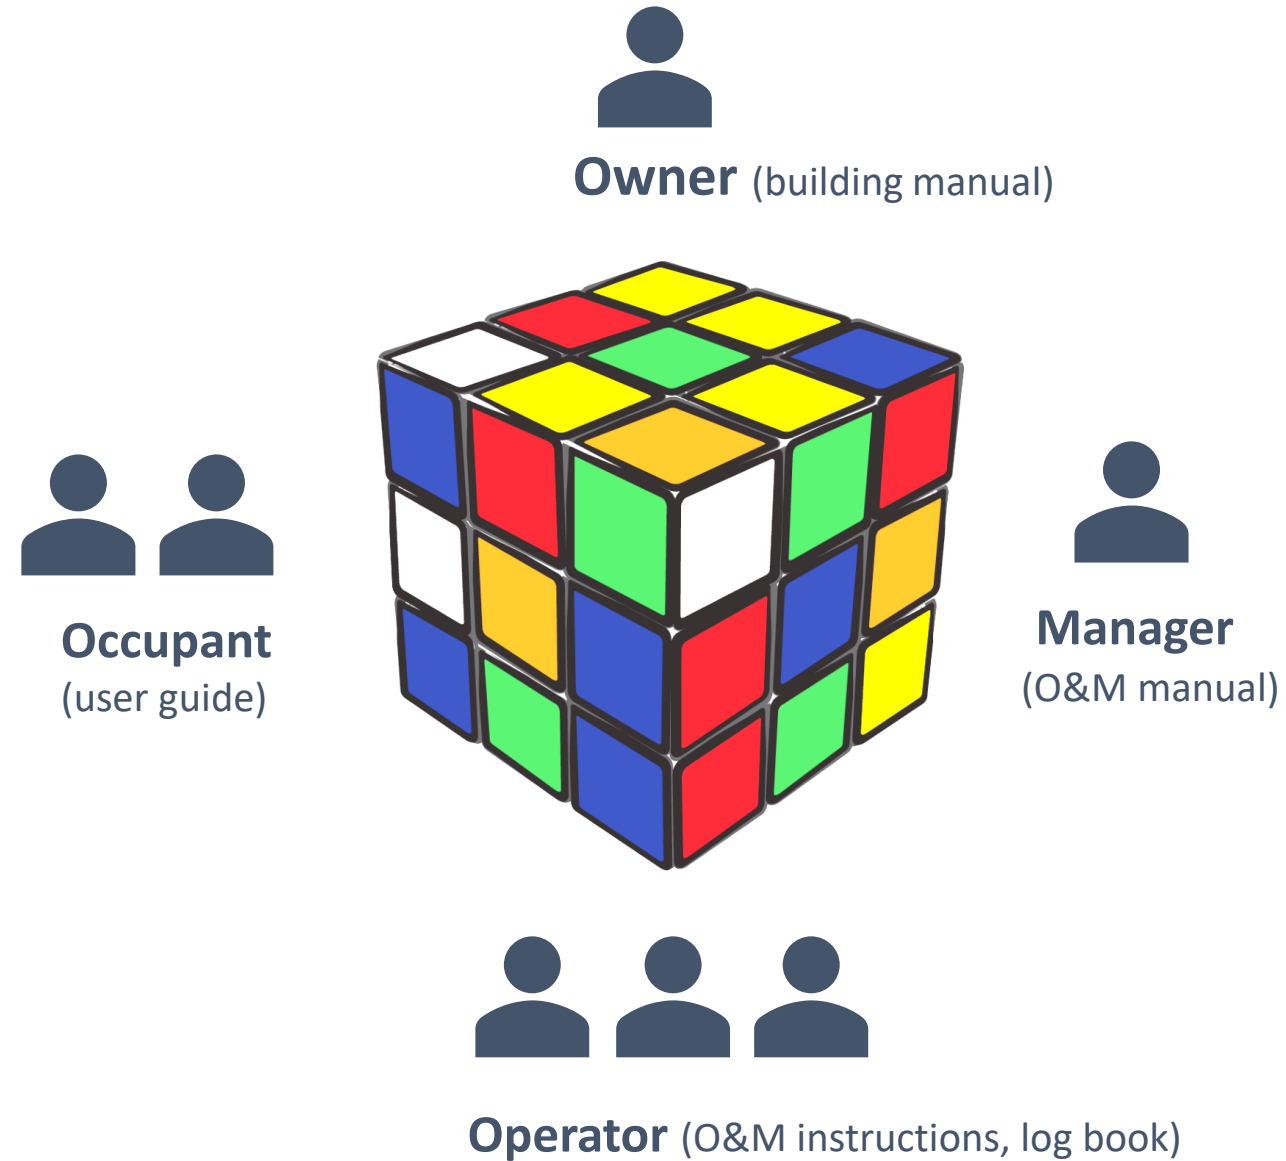 Owner (building manual)
Occupant
(user guide)
Manager
(O&M manual)
Operator (O&M instructions, log book)